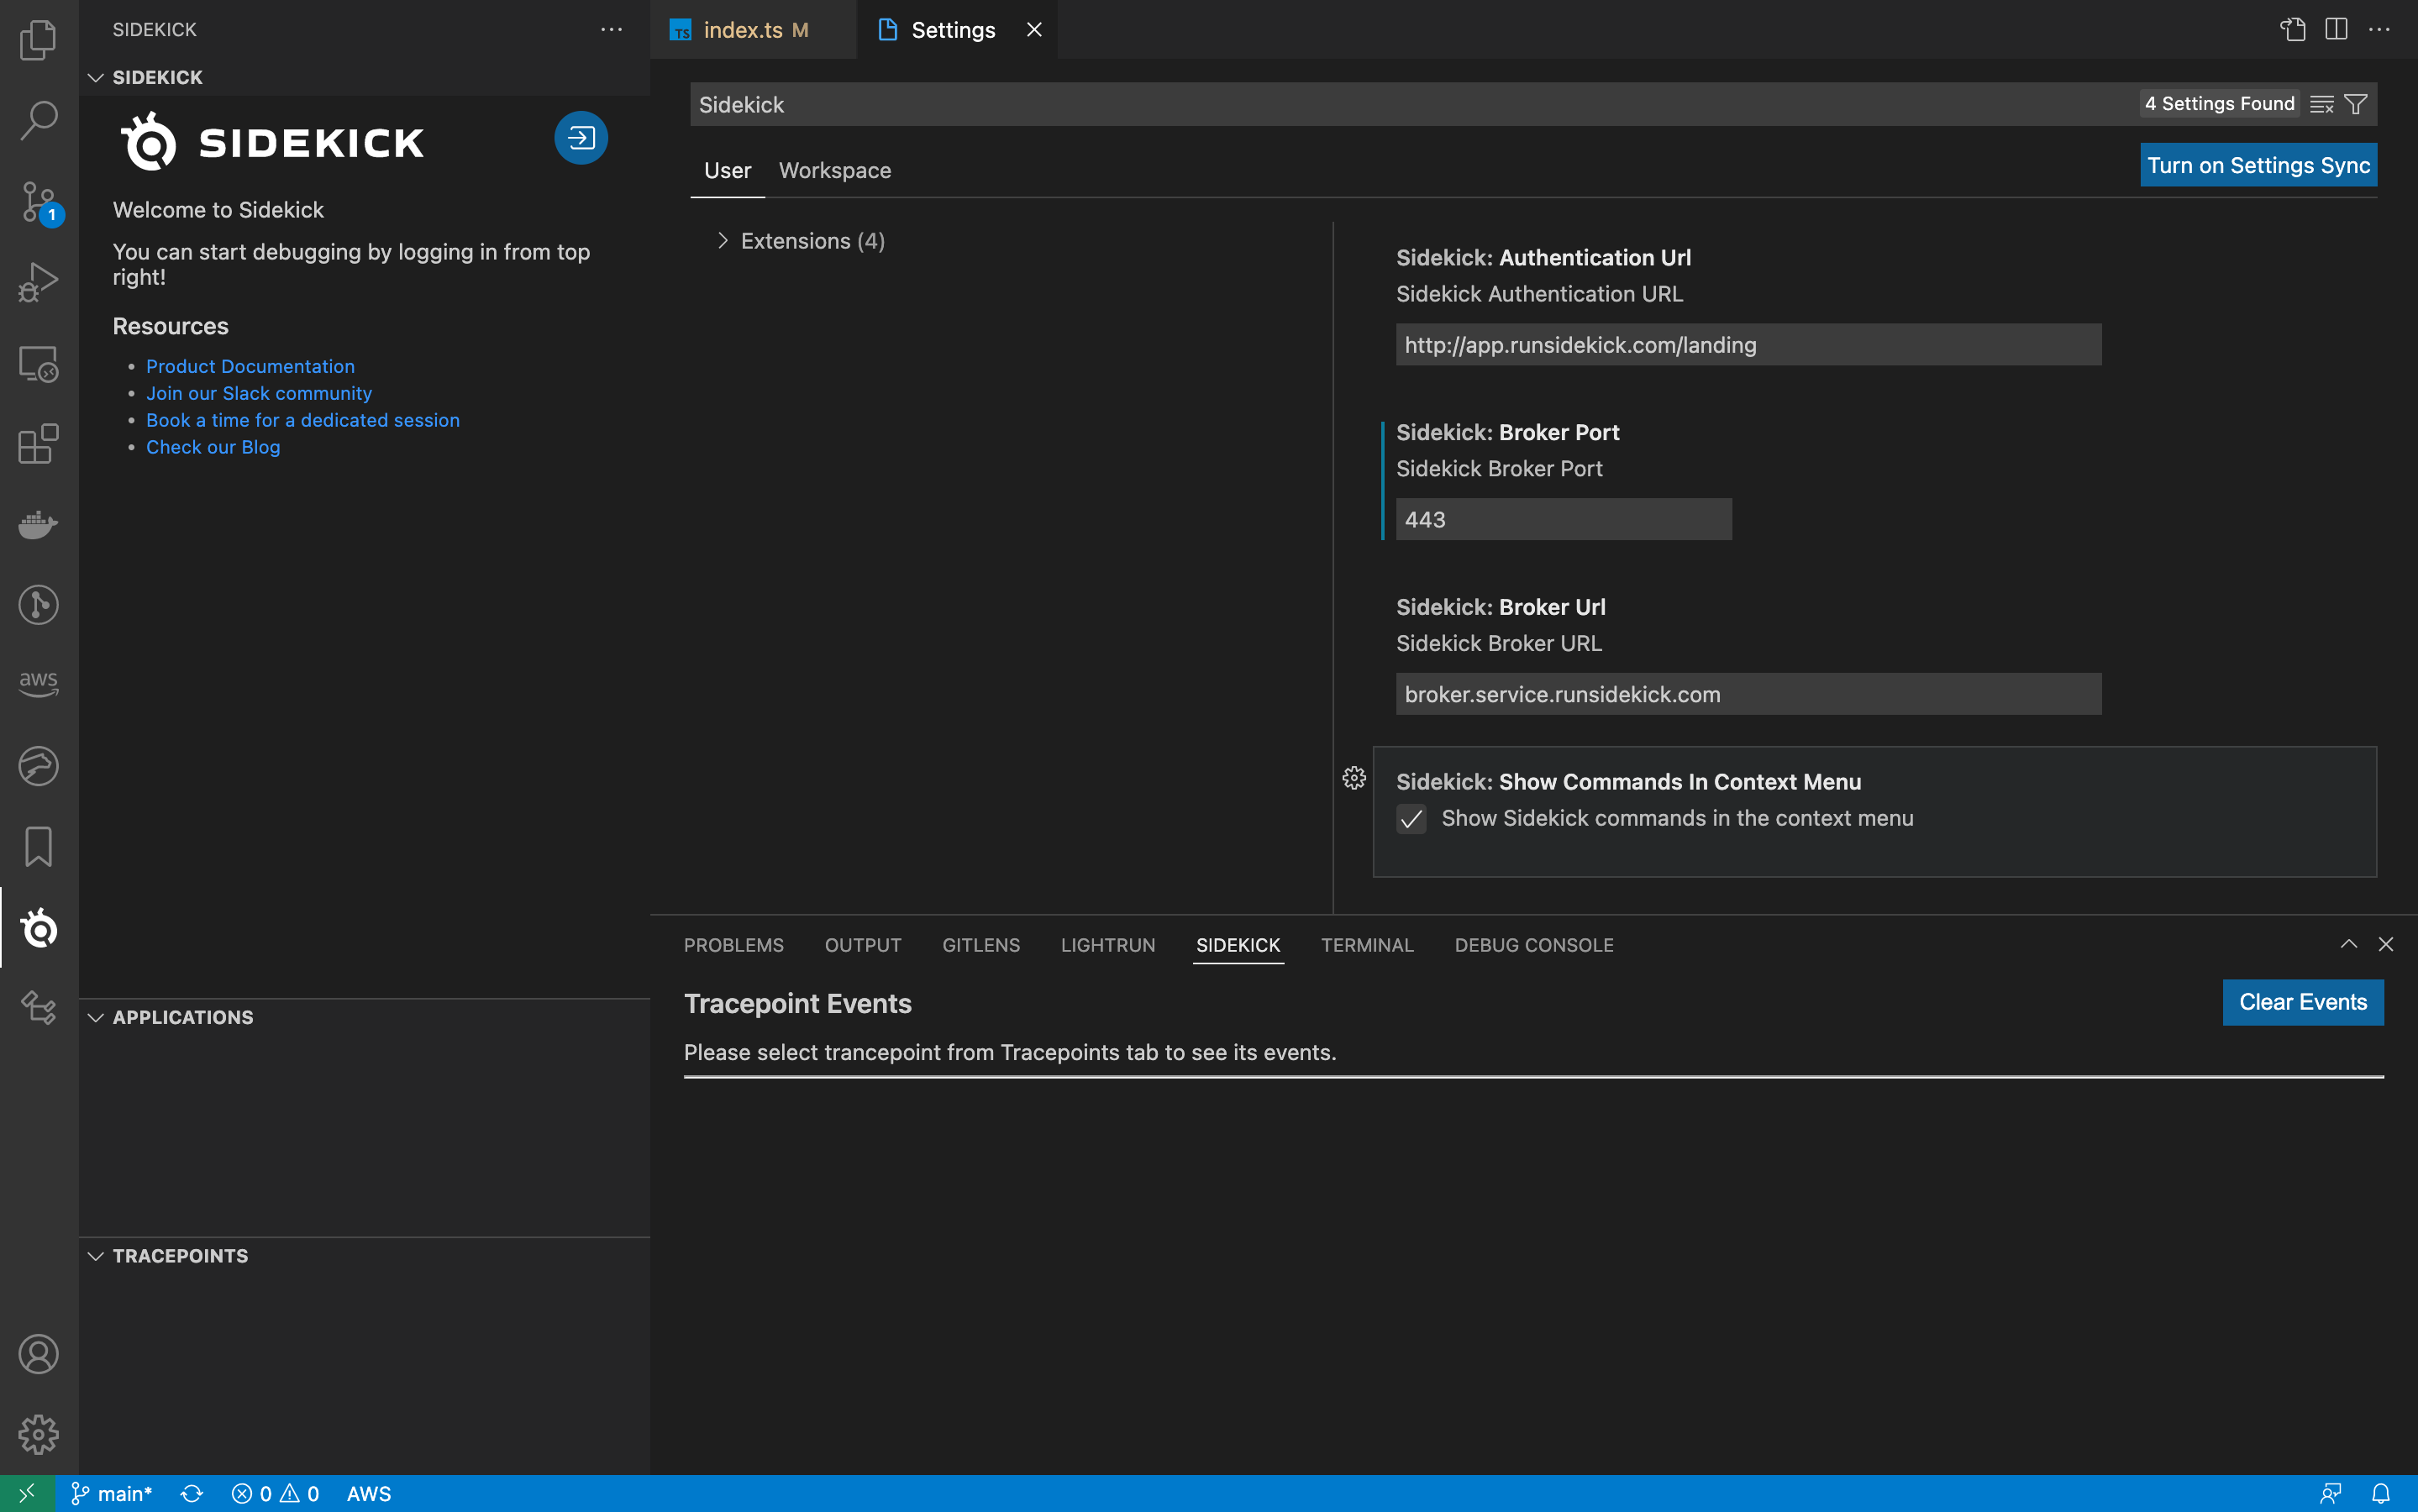 SIDEKICK
SIDEKICK
SIDEKICK
Welcome to Sidekick
You can start debugging by logging in from top
right!
Resources
• Product Documentation
• Join our Slack community
• Book a time for a dedicated session
• Check our Blog
1
aws
APPLICATIONS
TRACEPOINTS
TS index.ts M
Settings
Sidekick
4 Settings Found
User
Workspace
Turn on Settings Sync
Extensions (4)
Sidekick: Authentication Url
Sidekick Authentication URL
http://app.runsidekick.com/landing
Sidekick: Broker Port
Sidekick Broker Port
443
Sidekick: Broker Url
Sidekick Broker URL
broker.service.runsidekick.com
Sidekick: Show Commands In Context Menu
Show Sidekick commands in the context menu
PROBLEMS OUTPUT GITLENS LIGHTRUN SIDEKICK TERMINAL DEBUG CONSOLE
Tracepoint Events
Clear Events
Please select trancepoint from Tracepoints tab to see its events.
main* 0 0 AWS